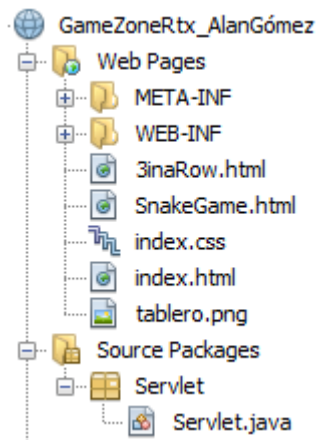 GameZoneRtx_AlanGómez
Web Pages
META-INF
WEB-INF
3inaRow.html
SnakeGame.html
index.css
index.html
tablero.png
Source Packages
Servlet
Servlet.java